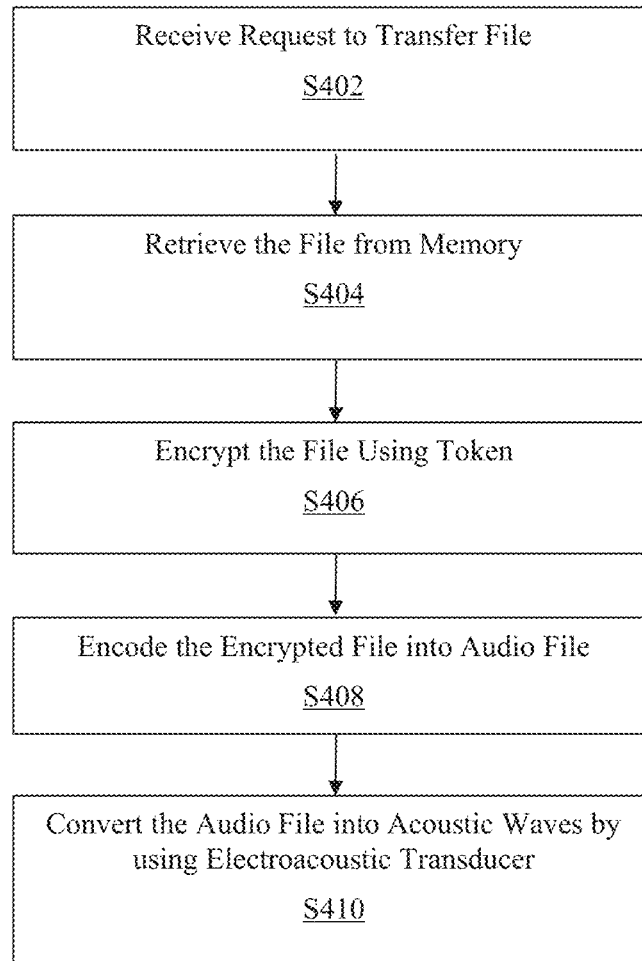 Receive Request to Transfer File
S402
Retrieve the File from Memory
S404
Encrypt the File Using Token
S406
Encode the Encrypted File into Audio File
S408
Convert the Audio File into Acoustic Waves by
using Electroacoustic Transducer
S410